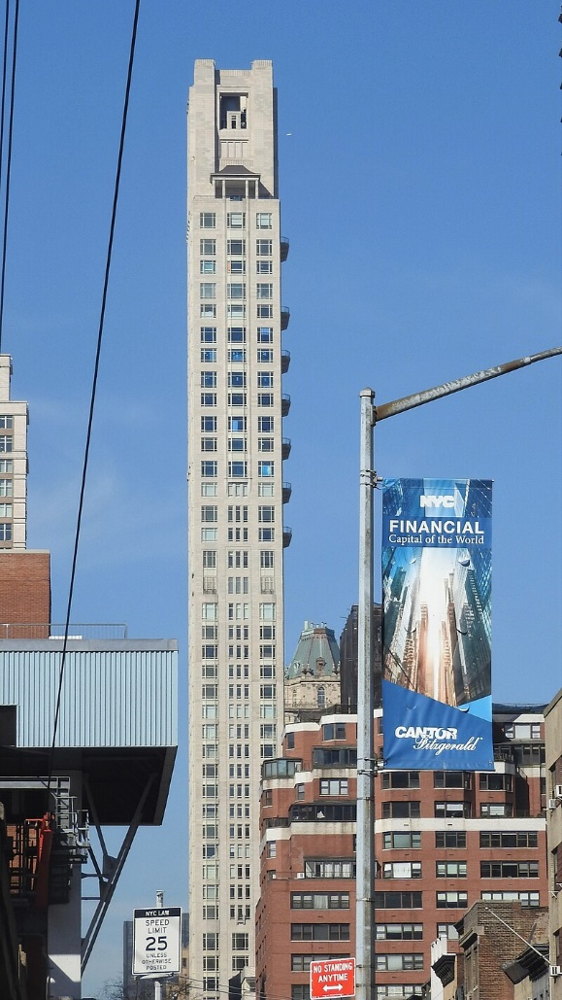 NYC
FINANCIAL
Capital of the World
CANTOR
Fitzgerald
NYC LAW
SPEED
LIMIT
25
UNLESS
OTHERWISE
POSTED
NO STANDING
ANYTIME